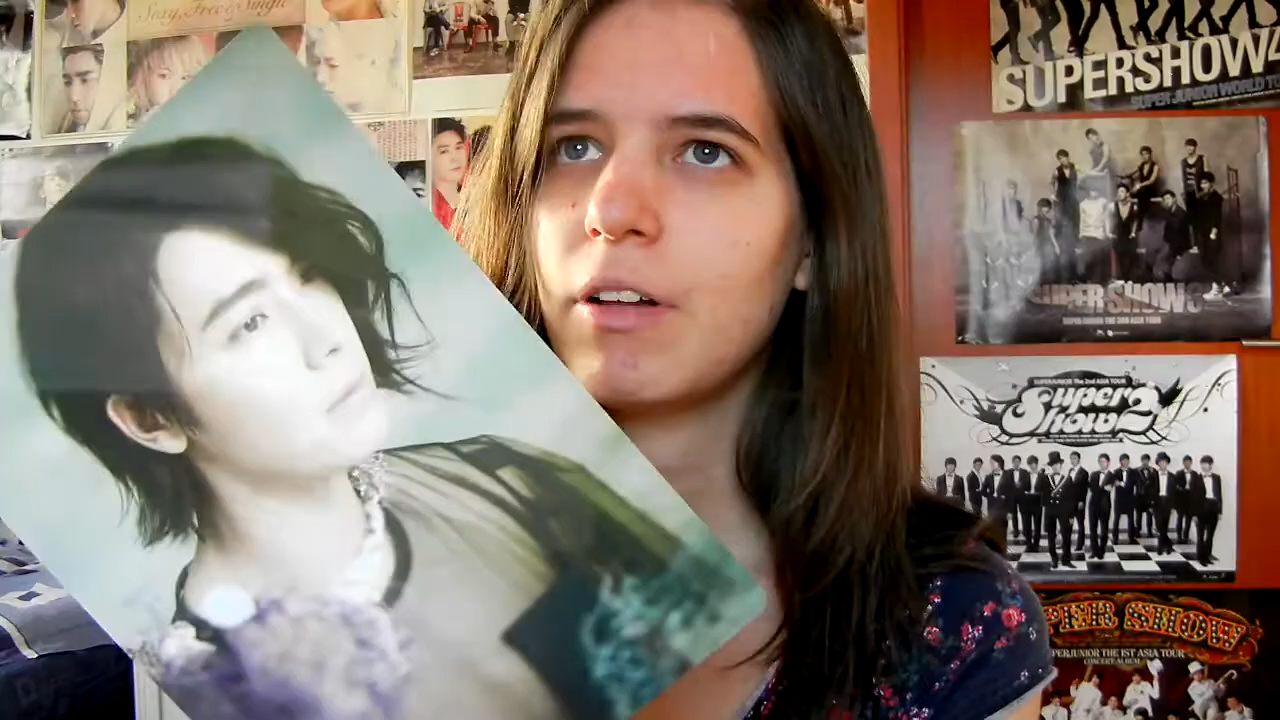 Sexy, Free & Single
SUPERSHOW4
SUPER JUNIOR WORLD TO
SUPER SHOW3
SUPER JUNIOR THE 3RD ASIA TOUR
SUPERJUNIOR The 2nd ASIA TOUR
Super
Show2
PER SHOW
PERJUNIOR THE 1ST ASIA TOUR
CONCERT ALBUM